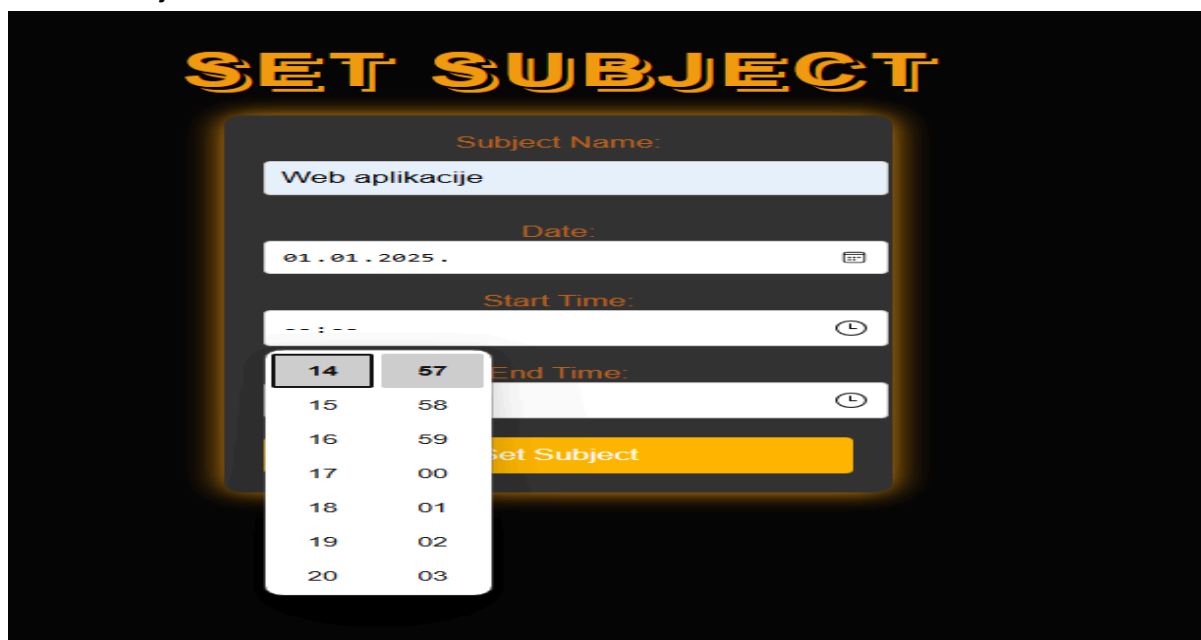 SET SUBJECT
Subject Name:
Web aplikacije
Date:
01.01.2025.
Start Time:
--:--
End Time:
Set Subject
14 57
15 58
16 59
17 00
18 01
19 02
20 03